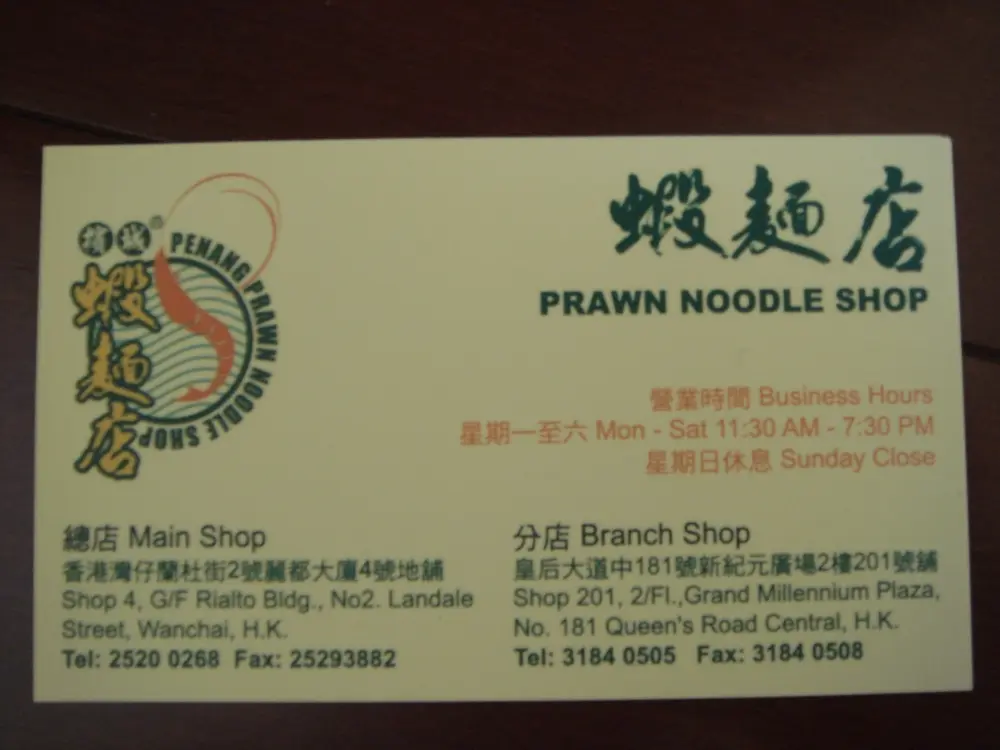 檳城®
蝦麵店
PENANG PRAWN NOODLE SHOP
蝦麵店
PRAWN NOODLE SHOP
營業時間 Business Hours
星期一至六 Mon - Sat 11:30 AM - 7:30 PM
星期日休息 Sunday Close
總店 Main Shop
香港灣仔蘭杜街2號麗都大廈4號地舖
Shop 4, G/F Rialto Bldg., No2. Landale
Street, Wanchai, H.K.
Tel: 2520 0268 Fax: 25293882
分店 Branch Shop
皇后大道中181號新紀元廣場2樓201號舖
Shop 201, 2/Fl.,Grand Millennium Plaza,
No. 181 Queen's Road Central, H.K.
Tel: 3184 0505 Fax: 3184 0508